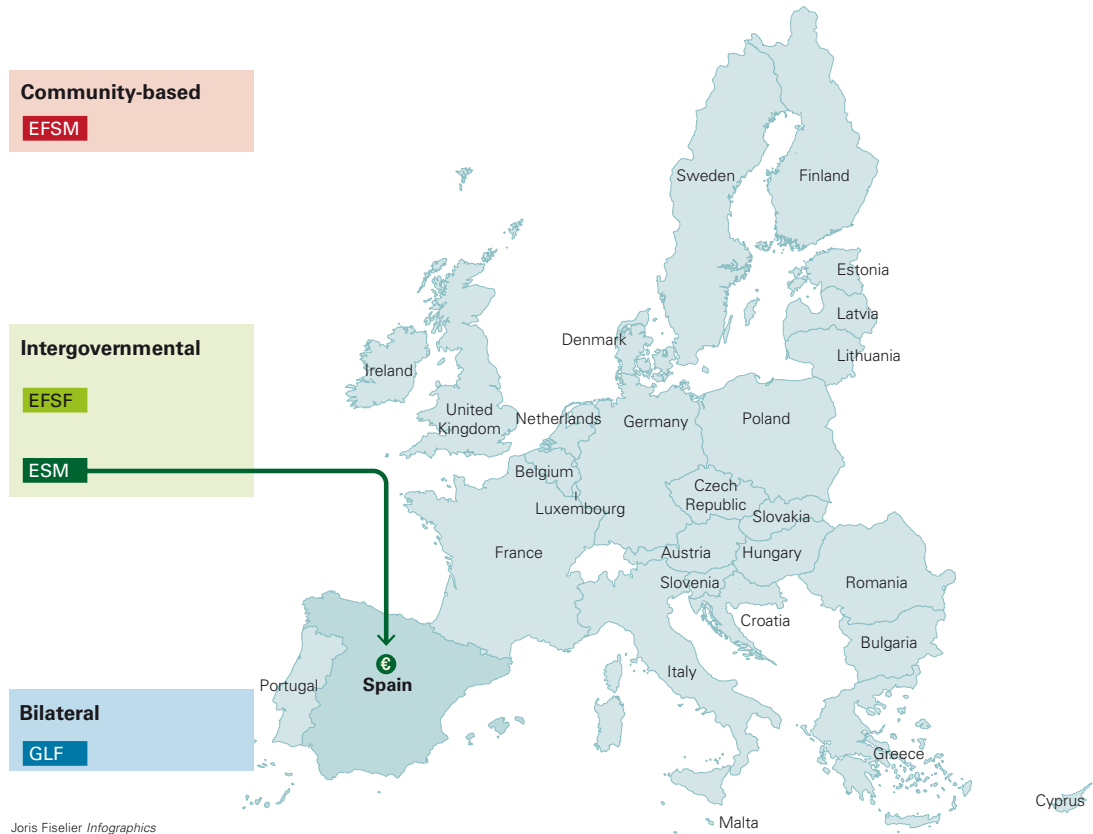 Community-based
EFSM
Intergovernmental
EFSF
ESM
Bilateral
GLF
Sweden
Finland
Estonia
Latvia
Lithuania
Denmark
Ireland
United
Kingdom
Netherlands
Germany
Poland
Belgium
Luxembourg
Czech
Republic
Slovakia
France
Austria
Hungary
Slovenia
Romania
Croatia
Bulgaria
Italy
Portugal
€
Spain
Greece
Cyprus
Malta
Joris Fiselier Infographics